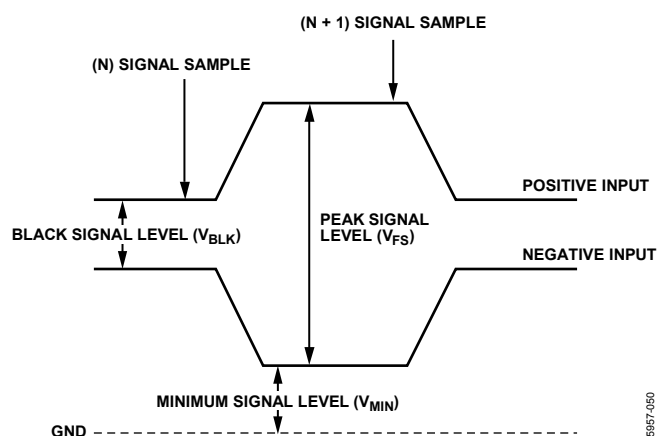 (N + 1) SIGNAL SAMPLE
(N) SIGNAL SAMPLE
POSITIVE INPUT
PEAK SIGNAL
LEVEL (VFS)
BLACK SIGNAL LEVEL (VBLK)
NEGATIVE INPUT
MINIMUM SIGNAL LEVEL (VMIN)
GND
5957-050